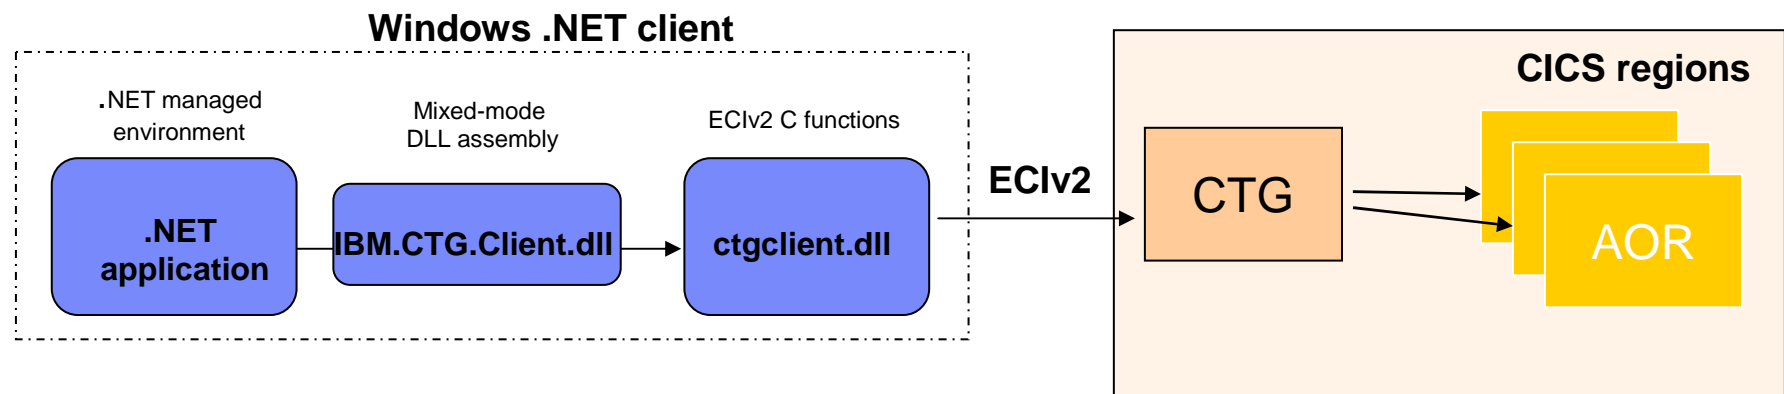 Windows .NET client
.NET managed
environment
Mixed-mode
DLL assembly
ECIv2 C functions
.NET
application
IBM.CTG.Client.dll
ctgclient.dll
ECIv2
CICS regions
CTG
AOR